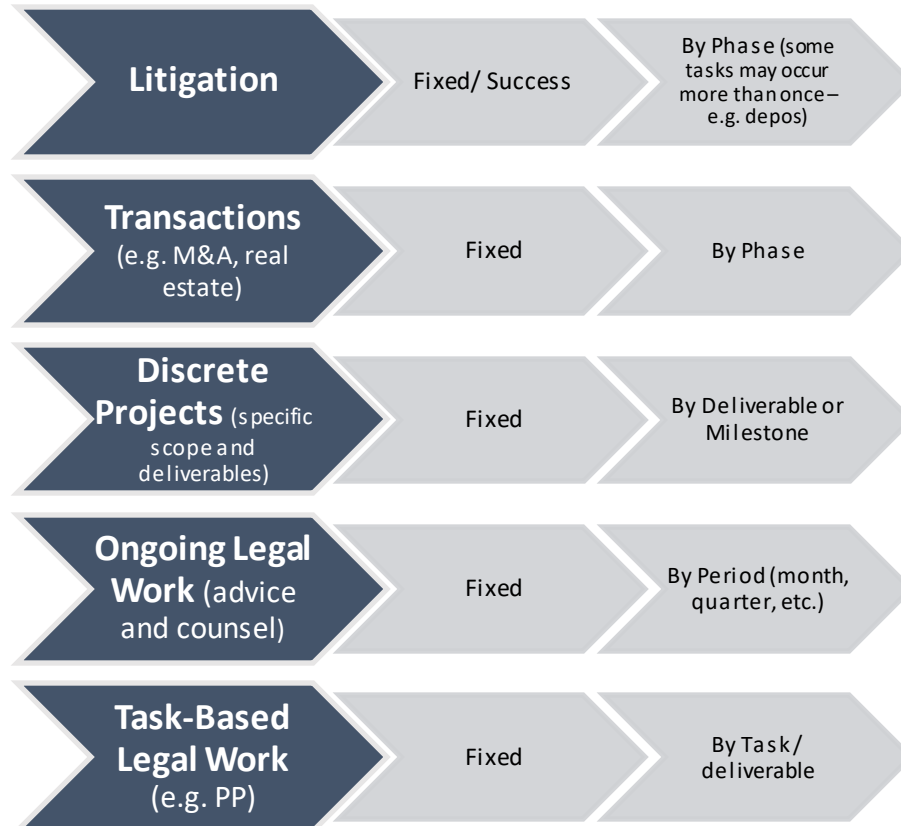 Litigation
Fixed/ Success
By Phase (some
tasks may occur
more than once –
e.g. depos)
Transactions
(e.g. M&A, real
estate)
Fixed
By Phase
Discrete
Projects (specific
scope and
deliverables)
Fixed
By Deliverable or
Milestone
Ongoing Legal
Work (advice
and counsel)
Fixed
By Period (month,
quarter, etc.)
Task-Based
Legal Work
(e.g. PP)
Fixed
By Task /
deliverable